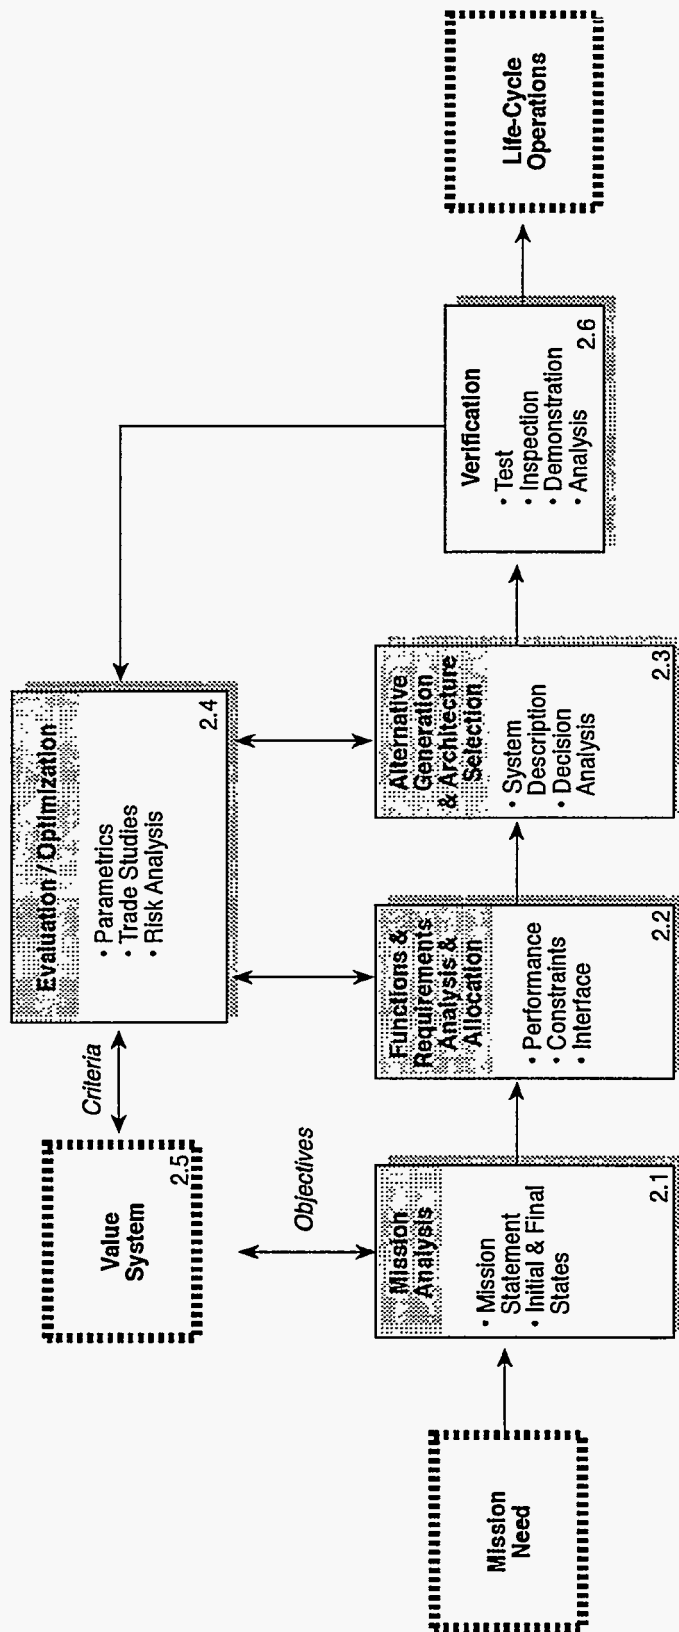 Mission
Need
Mission
Analysis
• Mission
Statement
• Initial & Final
States
2.1
Objectives
Value
System
2.5
Criteria
Evaluation / Optimization
• Parametrics
• Trade Studies
• Risk Analysis
2.4
Functions &
Requirements
Analysis &
Allocation
• Performance
• Constraints
• Interface
2.2
Alternative
Generation
& Architecture
Selection
• System
Description
• Decision
Analysis
2.3
Verification
• Test
• Inspection
• Demonstration
• Analysis
2.6
Life-Cycle
Operations